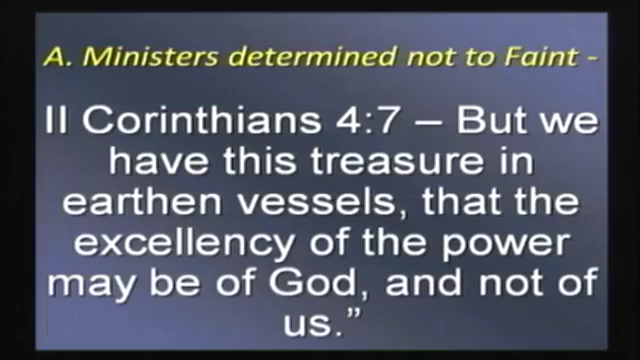 A. Ministers determined not to Faint -
II Corinthians 4:7 – But we
have this treasure in
earthen vessels, that the
excellency of the power
may be of God, and not of
us.”